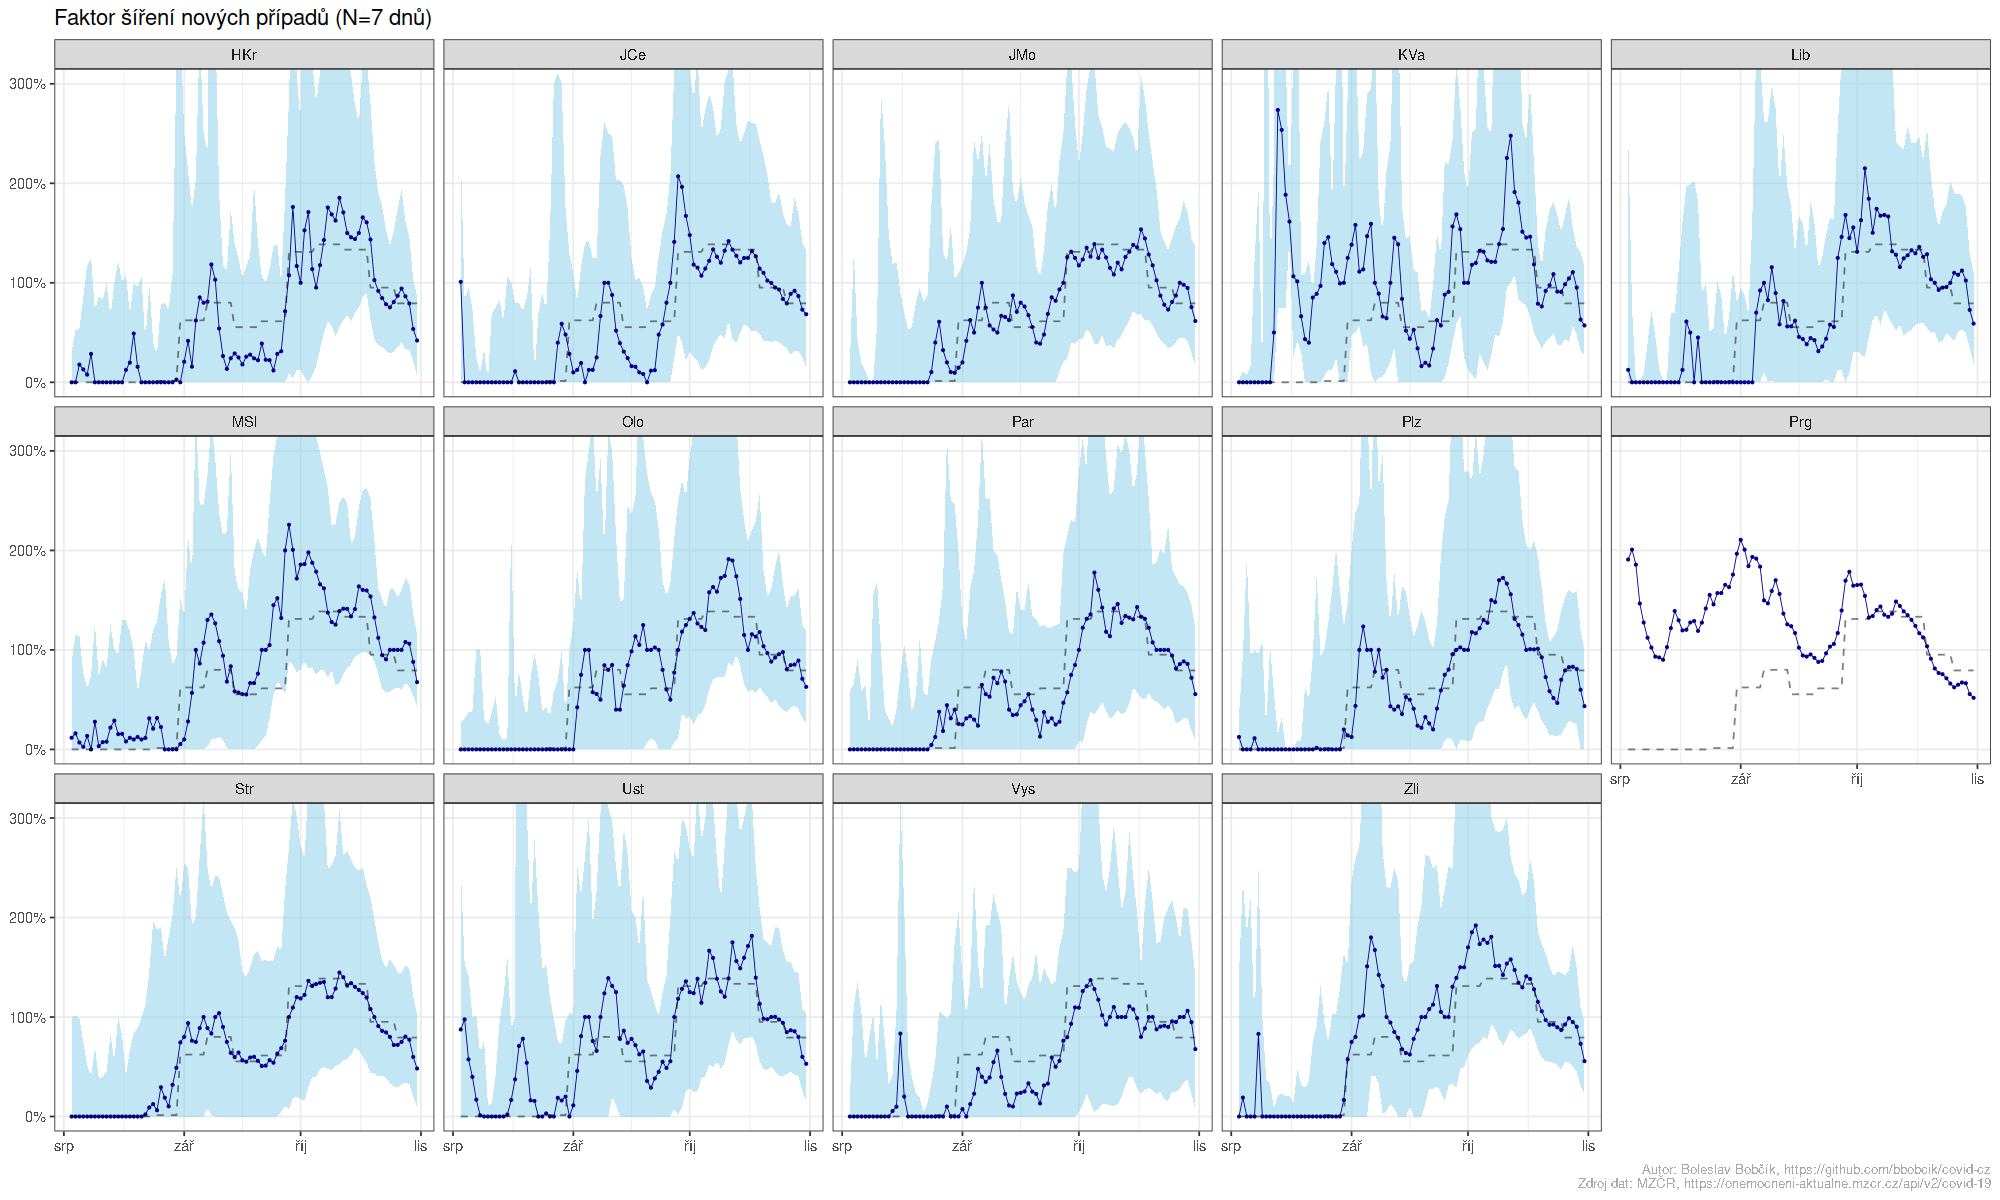 Faktor šíření nových případů (N=7 dnů)
HKr JCe JMo KVa Lib
300%
200%
100%
0%
MSl Olo Par Plz Prg
300%
200%
100%
0%
srp zář říj lis
Str Ust Vys Zli
300%
200%
100%
0%
srp zář říj lis srp zář říj lis srp zář říj lis srp zář říj lis
Autor: Boleslav Bobčík, https://github.com/bbobcik/covid-cz
Zdroj dat: MZČR, https://onemocneni-aktualne.mzcr.cz/api/v2/covid-19